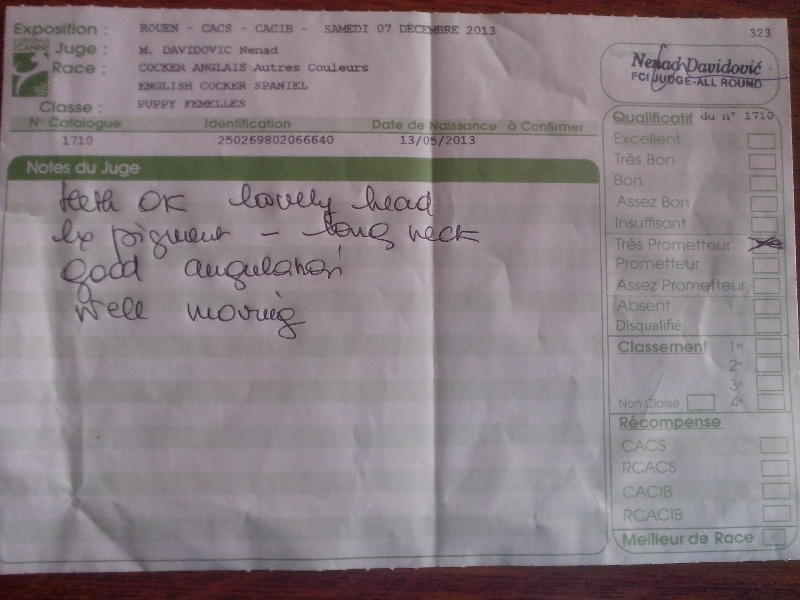 Exposition : ROUEN - CACS - CACIB - SAMEDI 07 DECEMBRE 2013
323
Juge : M. DAVIDOVIC Nenad
Race : COCKER ANGLAIS Autres Couleurs
ENGLISH COCKER SPANIEL
Classe : PUPPY FEMELLES
Nenad Davidović
FCI JUDGE-ALL ROUND
N° Catalogue Identification Date de Naissance à Confirmer
1710 250269802066640 13/05/2013
Notes du Juge
teeth OK lovely head
ex pigment - long neck
good angulation
well moving
Qualificatif du n° 1710
Excellent
Très Bon
Bon
Assez Bon
Insuffisant
Très Prometteur
Prometteur
Assez Prometteur
Absent
Disqualifié
Classement 1er
2e
3e
Non Classé 4e
Récompense
CACS
RCACS
CACIB
RCACIB
Meilleur de Race